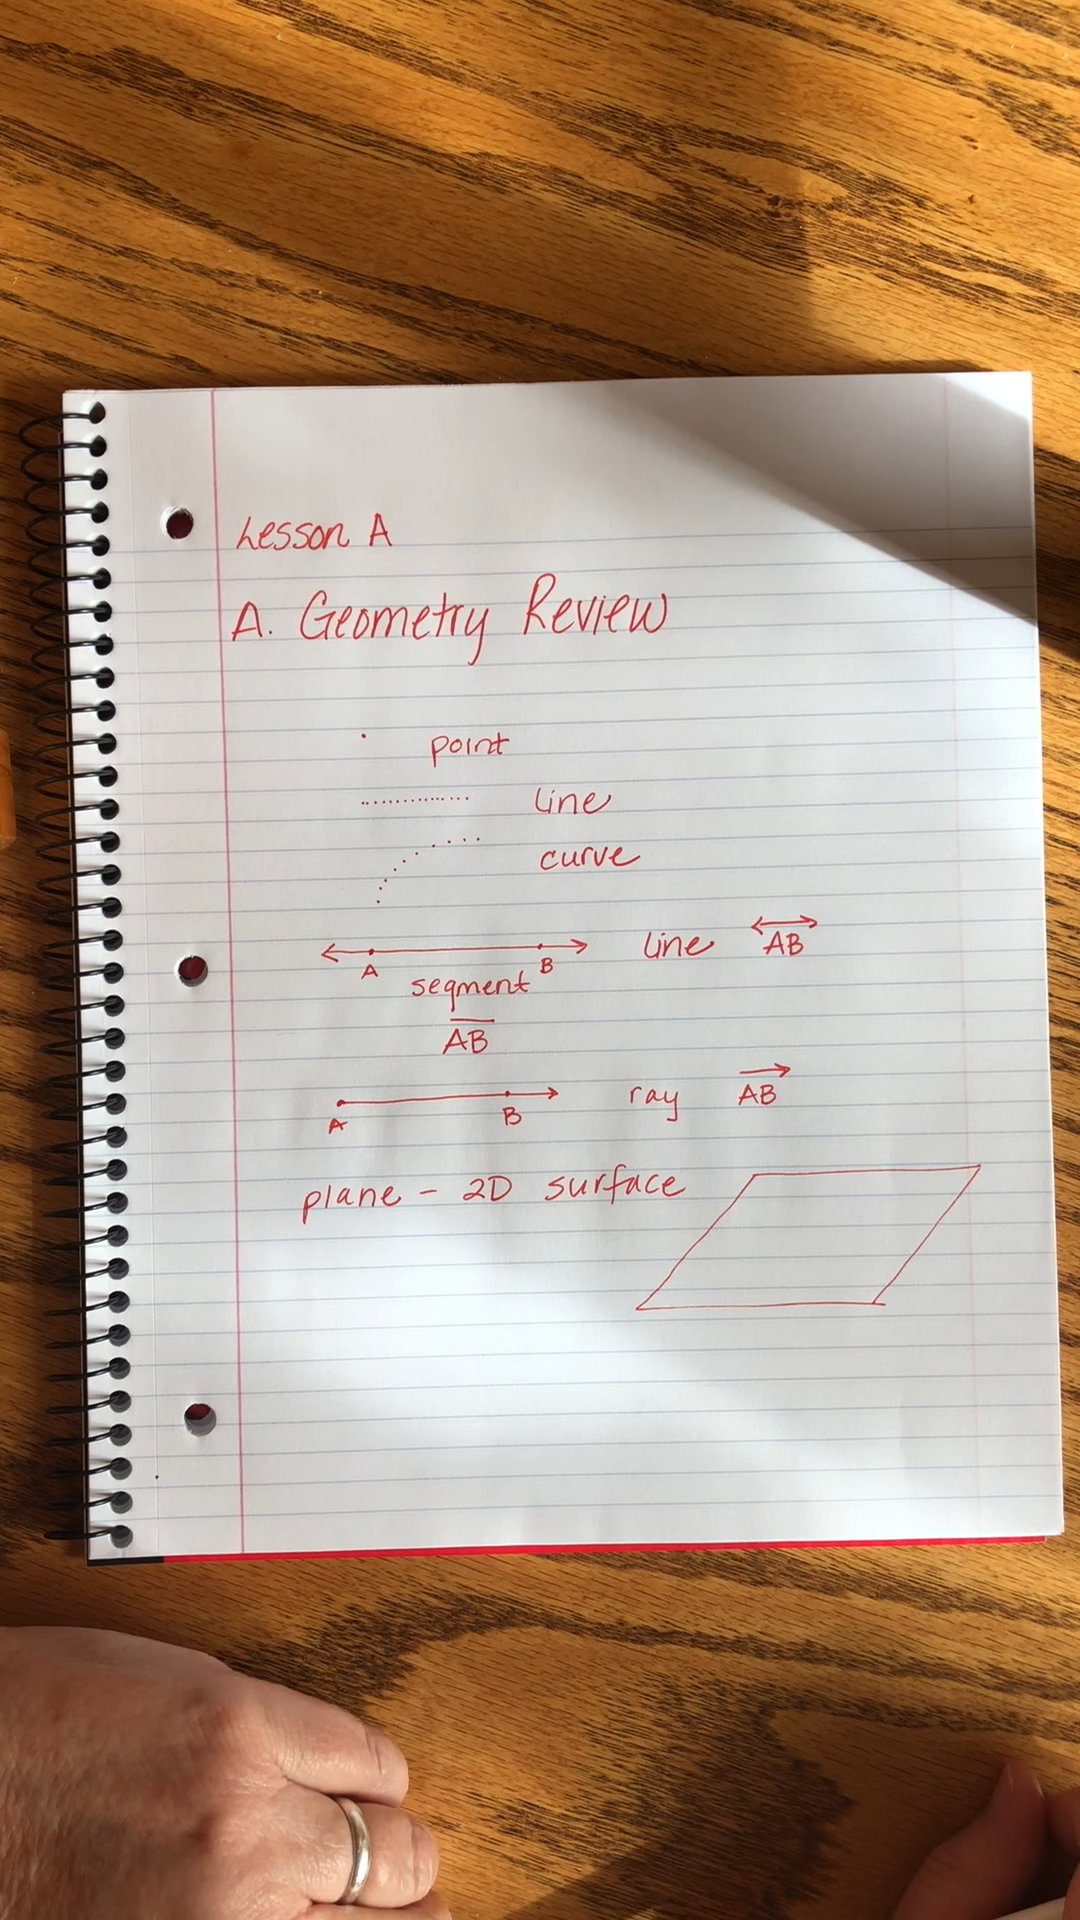 Lesson A
A. Geometry Review
point
line
curve
A B line AB
segment
AB
A B ray AB
plane - 2D surface